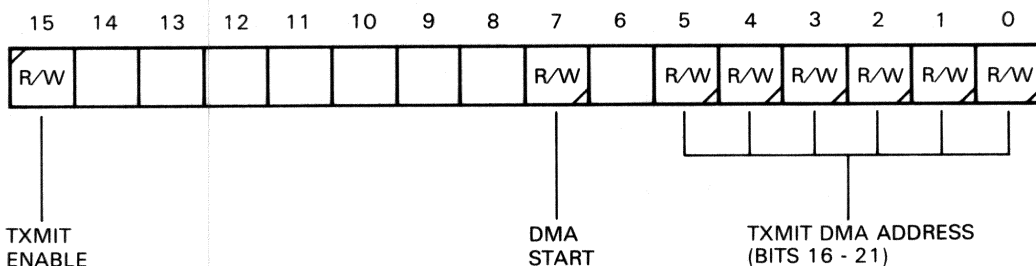 15 14 13 12 11 10 9 8 7 6 5 4 3 2 1 0
R/W R/W R/W R/W R/W R/W R/W R/W
TXMIT ENABLE
DMA START
TXMIT DMA ADDRESS
(BITS 16 - 21)